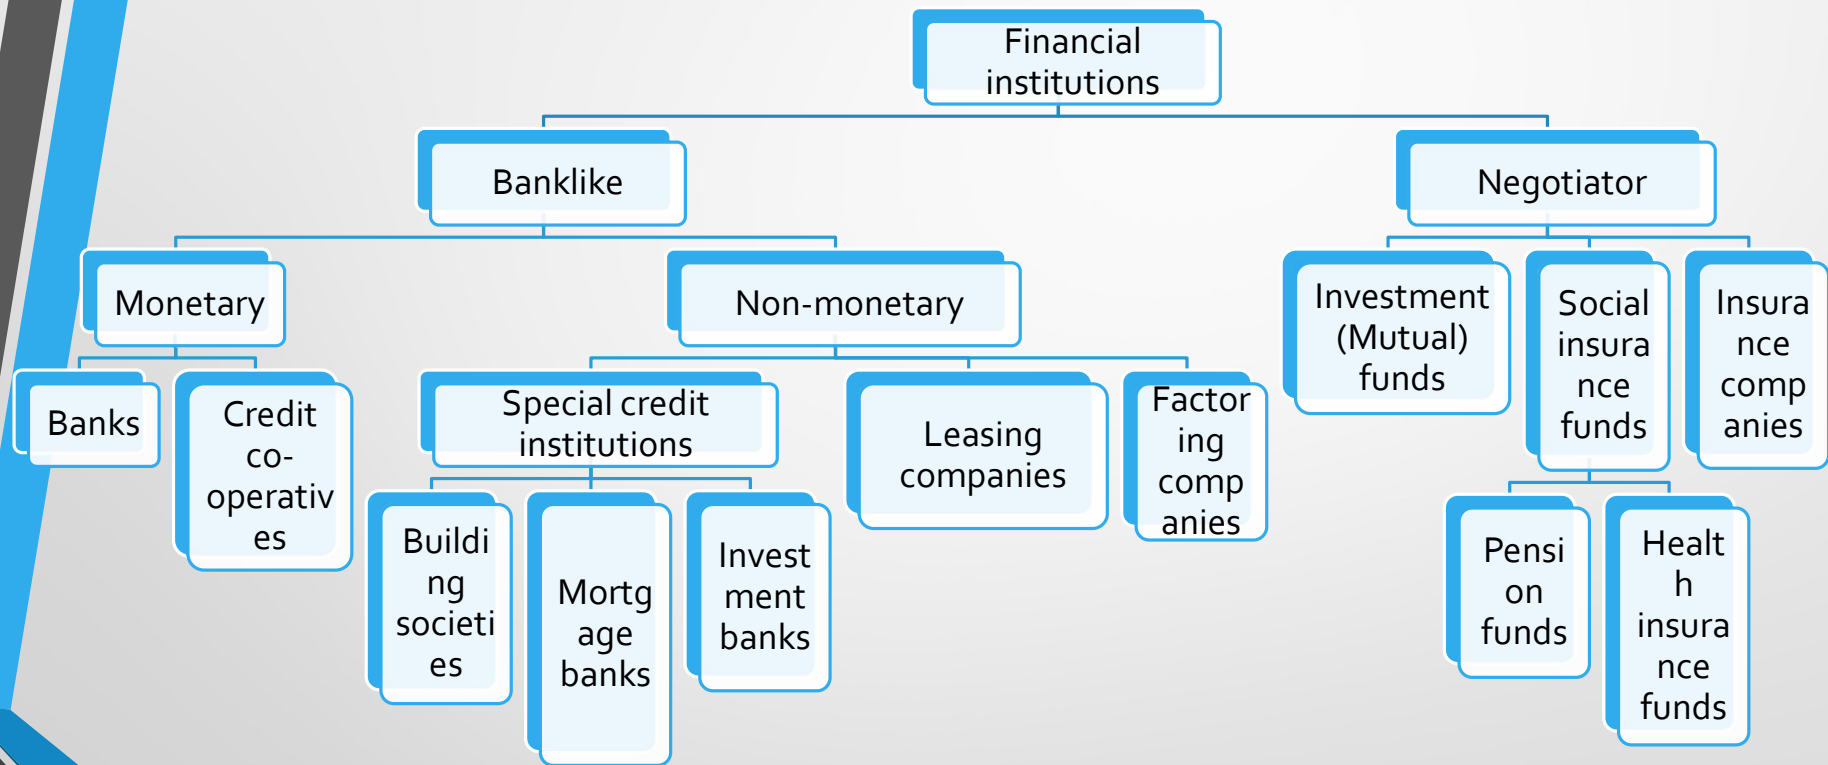 Financial
institutions
Banklike
Negotiator
Monetary
Non-monetary
Investment
(Mutual)
funds
Social
insura
nce
funds
Insura
nce
comp
anies
Banks
Credit
co-
operativ
es
Special credit
institutions
Leasing
companies
Factor
ing
comp
anies
Buildi
ng
societi
es
Mortg
age
banks
Invest
ment
banks
Pensi
on
funds
Healt
h
insura
nce
funds